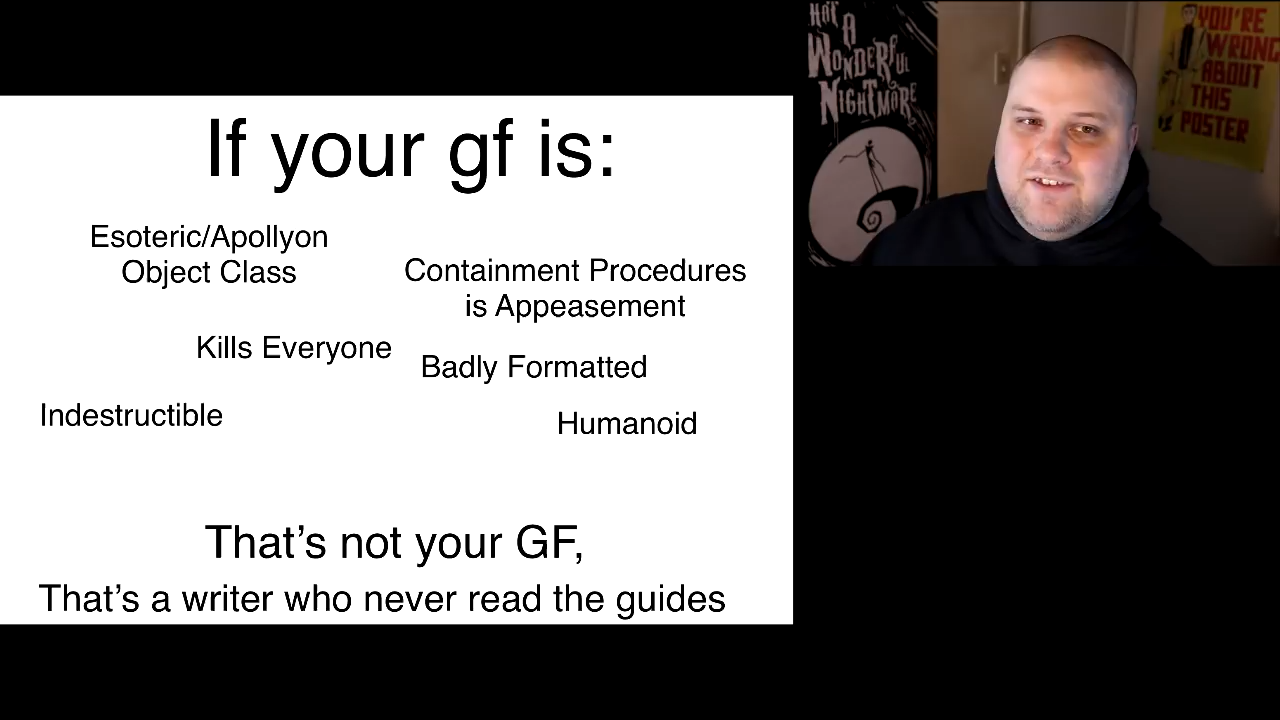 If your gf is:
Esoteric/Apollyon
Object Class
Containment Procedures
is Appeasement
Kills Everyone
Badly Formatted
Indestructible
Humanoid
That's not your GF,
That's a writer who never read the guides
WHAT A
WONDERFUL
NIGHTMARE
YOU'RE
WRONG
ABOUT
THIS
POSTER